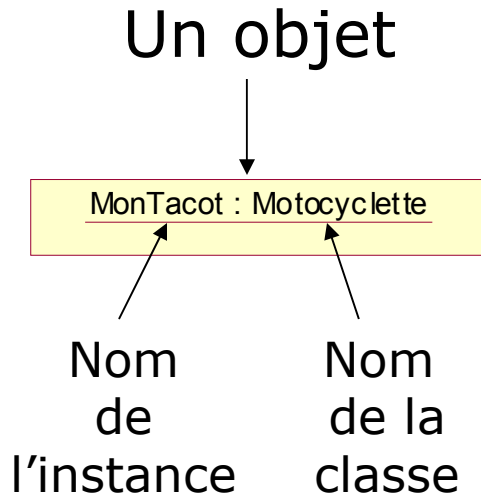 Un objet
MonTacot : Motocyclette
Nom
de
l’instance
Nom
de la
classe